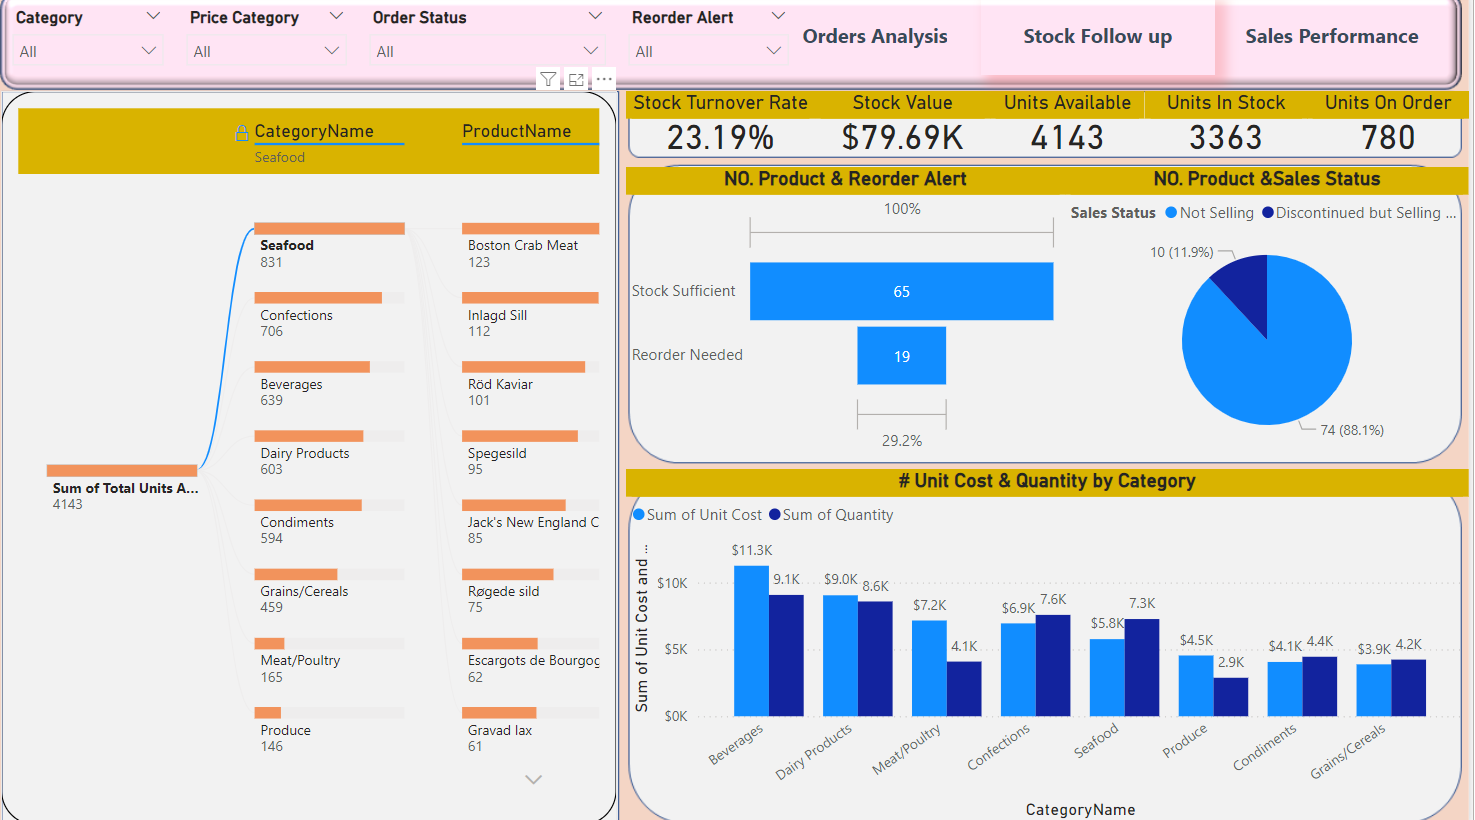 Category
Price Category
Order Status
Reorder Alert
All
All
All
All
Orders Analysis
Stock Follow up
Sales Performance
CategoryName
Seafood
ProductName
Sum of Total Units A...
4143
Seafood
831
Confections
706
Beverages
639
Dairy Products
603
Condiments
594
Grains/Cereals
459
Meat/Poultry
165
Produce
146
Boston Crab Meat
123
Inlagd Sill
112
Röd Kaviar
101
Spegesild
95
Jack's New England C
85
Røgede sild
75
Escargots de Bourgog
62
Gravad lax
61
Stock Turnover Rate
23.19%
Stock Value
$79.69K
Units Available
4143
Units In Stock
3363
Units On Order
780
NO. Product & Reorder Alert
100%
Stock Sufficient
65
Reorder Needed
19
29.2%
NO. Product &Sales Status
Sales Status Not Selling Discontinued but Selling ...
10 (11.9%)
74 (88.1%)
# Unit Cost & Quantity by Category
Sum of Unit Cost Sum of Quantity
Sum of Unit Cost and ...
$10K
$5K
$0K
$11.3K
9.1K
$9.0K
8.6K
$7.2K
4.1K
$6.9K
7.6K
$5.8K
7.3K
$4.5K
2.9K
$4.1K
4.4K
$3.9K
4.2K
Beverages
Dairy Products
Meat/Poultry
Confections
Seafood
Produce
Condiments
Grains/Cereals
CategoryName